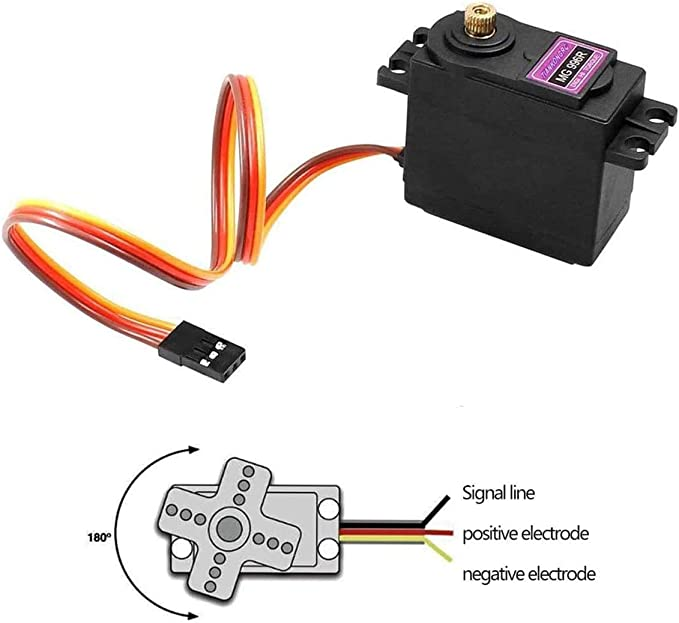 MG 996R
180°
Signal line
positive electrode
negative electrode